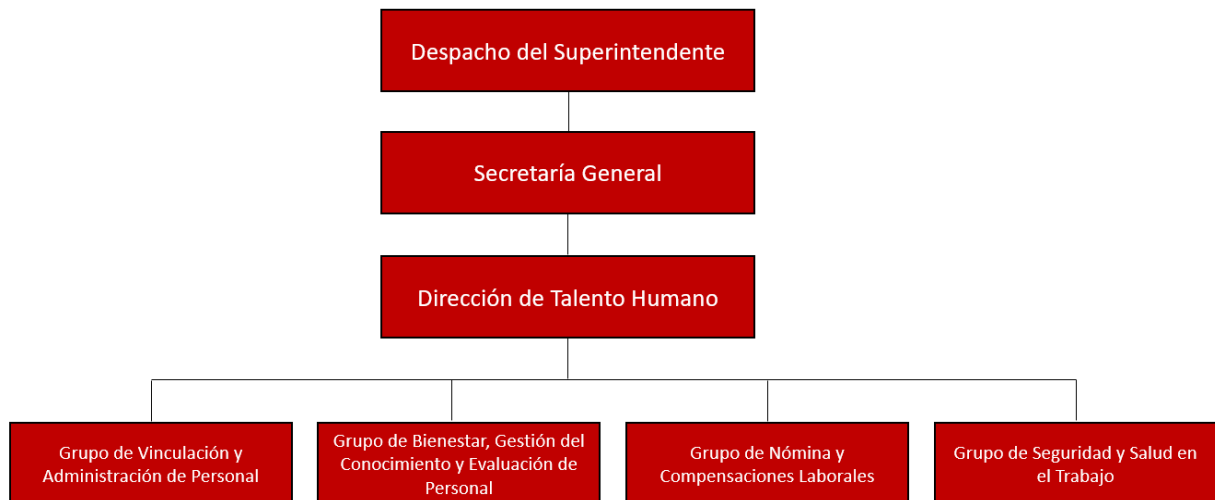 Despacho del Superintendente
Secretaría General
Dirección de Talento Humano
Grupo de Vinculación y
Administración de Personal
Grupo de Bienestar, Gestión del
Conocimiento y Evaluación de
Personal
Grupo de Nómina y
Compensaciones Laborales
Grupo de Seguridad y Salud en
el Trabajo